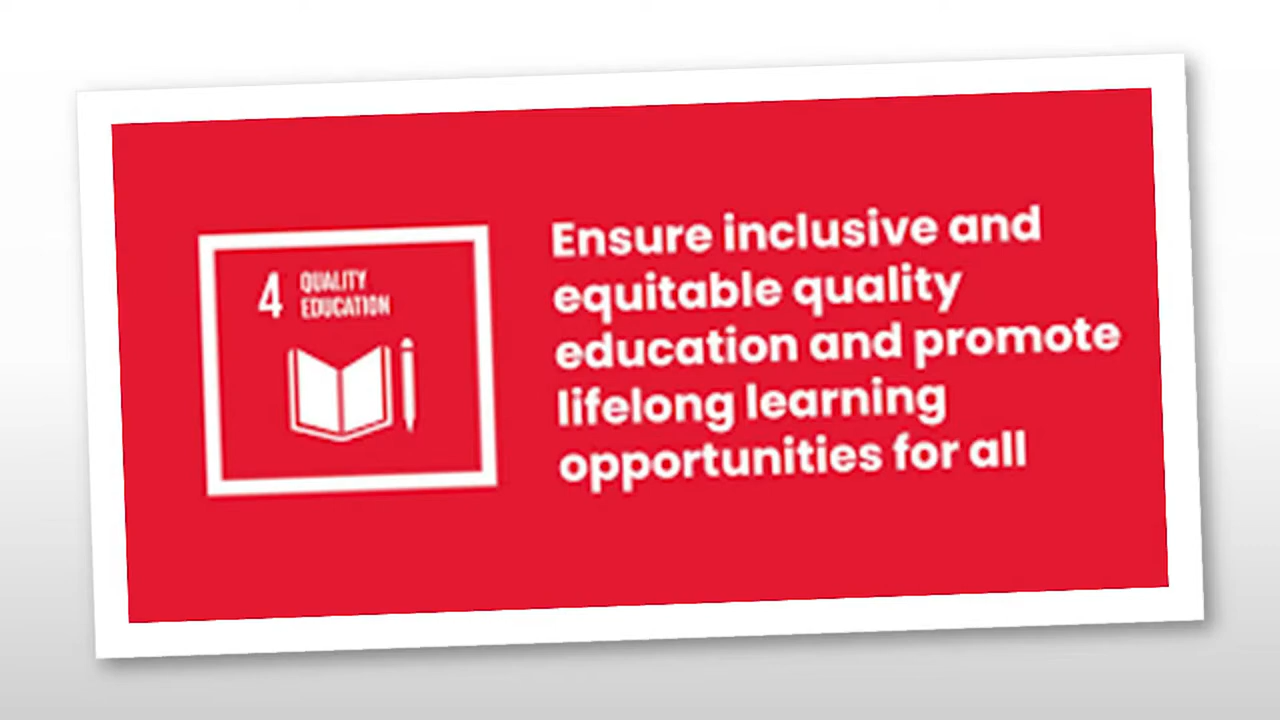 4 QUALITY
EDUCATION
Ensure inclusive and
equitable quality
education and promote
lifelong learning
opportunities for all